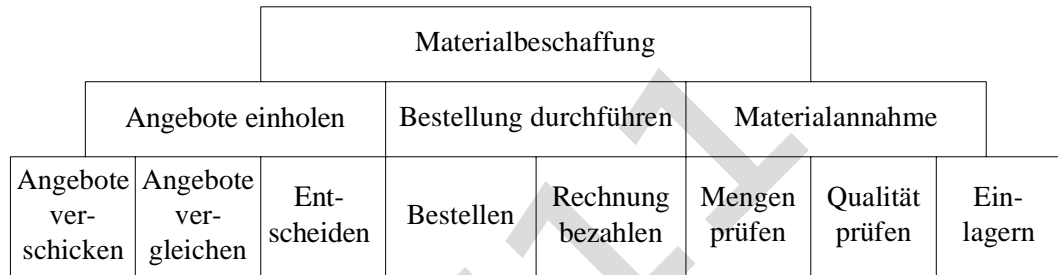 Materialbeschaffung
Angebote einholen
Bestellung durchführen
Materialannahme
Angebote
ver-
schicken
Angebote
ver-
gleichen
Ent-
scheiden
Bestellen
Rechnung
bezahlen
Mengen
prüfen
Qualität
prüfen
Ein-
lagern